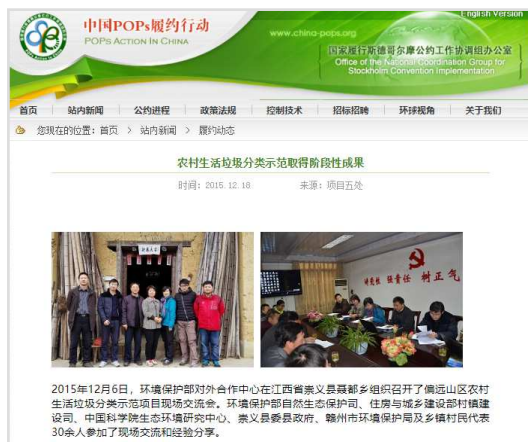 English Version
中国POPs履约行动
POPs ACTION IN CHINA
www.china-pops.org
国家履行斯德哥尔摩公约工作协调组办公室
Office of the National Coordination Group for
Stockholm Convention Implementation
首页 站内新闻 公约进程 政策法规 控制技术 招标招聘 环球视角 关于我们
您现在的位置：首页 > 站内新闻 > 履约动态
农村生活垃圾分类示范取得阶段性成果
时间：2015.12.16 来源：项目五处
讲党性 强责任 树正气
2015年12月6日，环境保护部对外合作中心在江西省崇义县聂都乡组织召开了偏远山区农村
生活垃圾分类示范项目现场交流会。环境保护部自然生态保护司、住房与城乡建设部村镇建
设司、中国科学院生态环境研究中心、崇义县委县政府、赣州市环境保护局及乡镇村民代表
30余人参加了现场交流和经验分享。